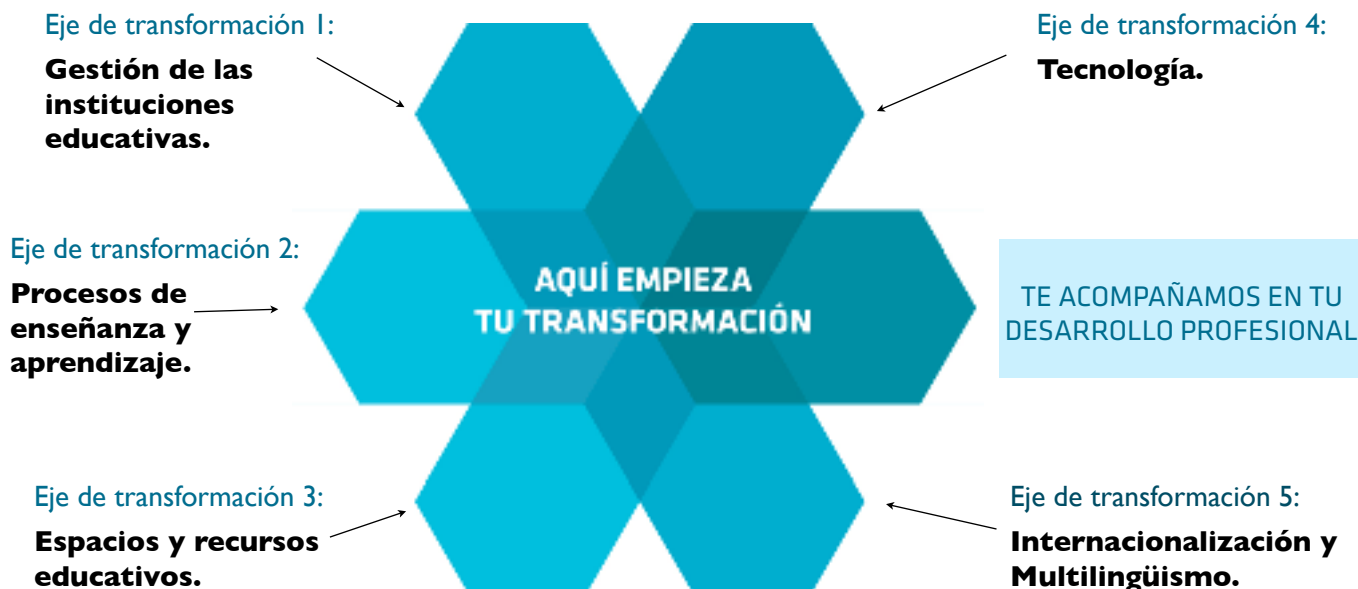 Eje de transformación 1:
Gestión de las
instituciones
educativas.
Eje de transformación 2:
Procesos de
enseñanza y
aprendizaje.
Eje de transformación 3:
Espacios y recursos
educativos.
AQUÍ EMPIEZA
TU TRANSFORMACIÓN
Eje de transformación 4:
Tecnología.
TE ACOMPAÑAMOS EN TU
DESARROLLO PROFESIONAL
Eje de transformación 5:
Internacionalización y
Multilingüismo.